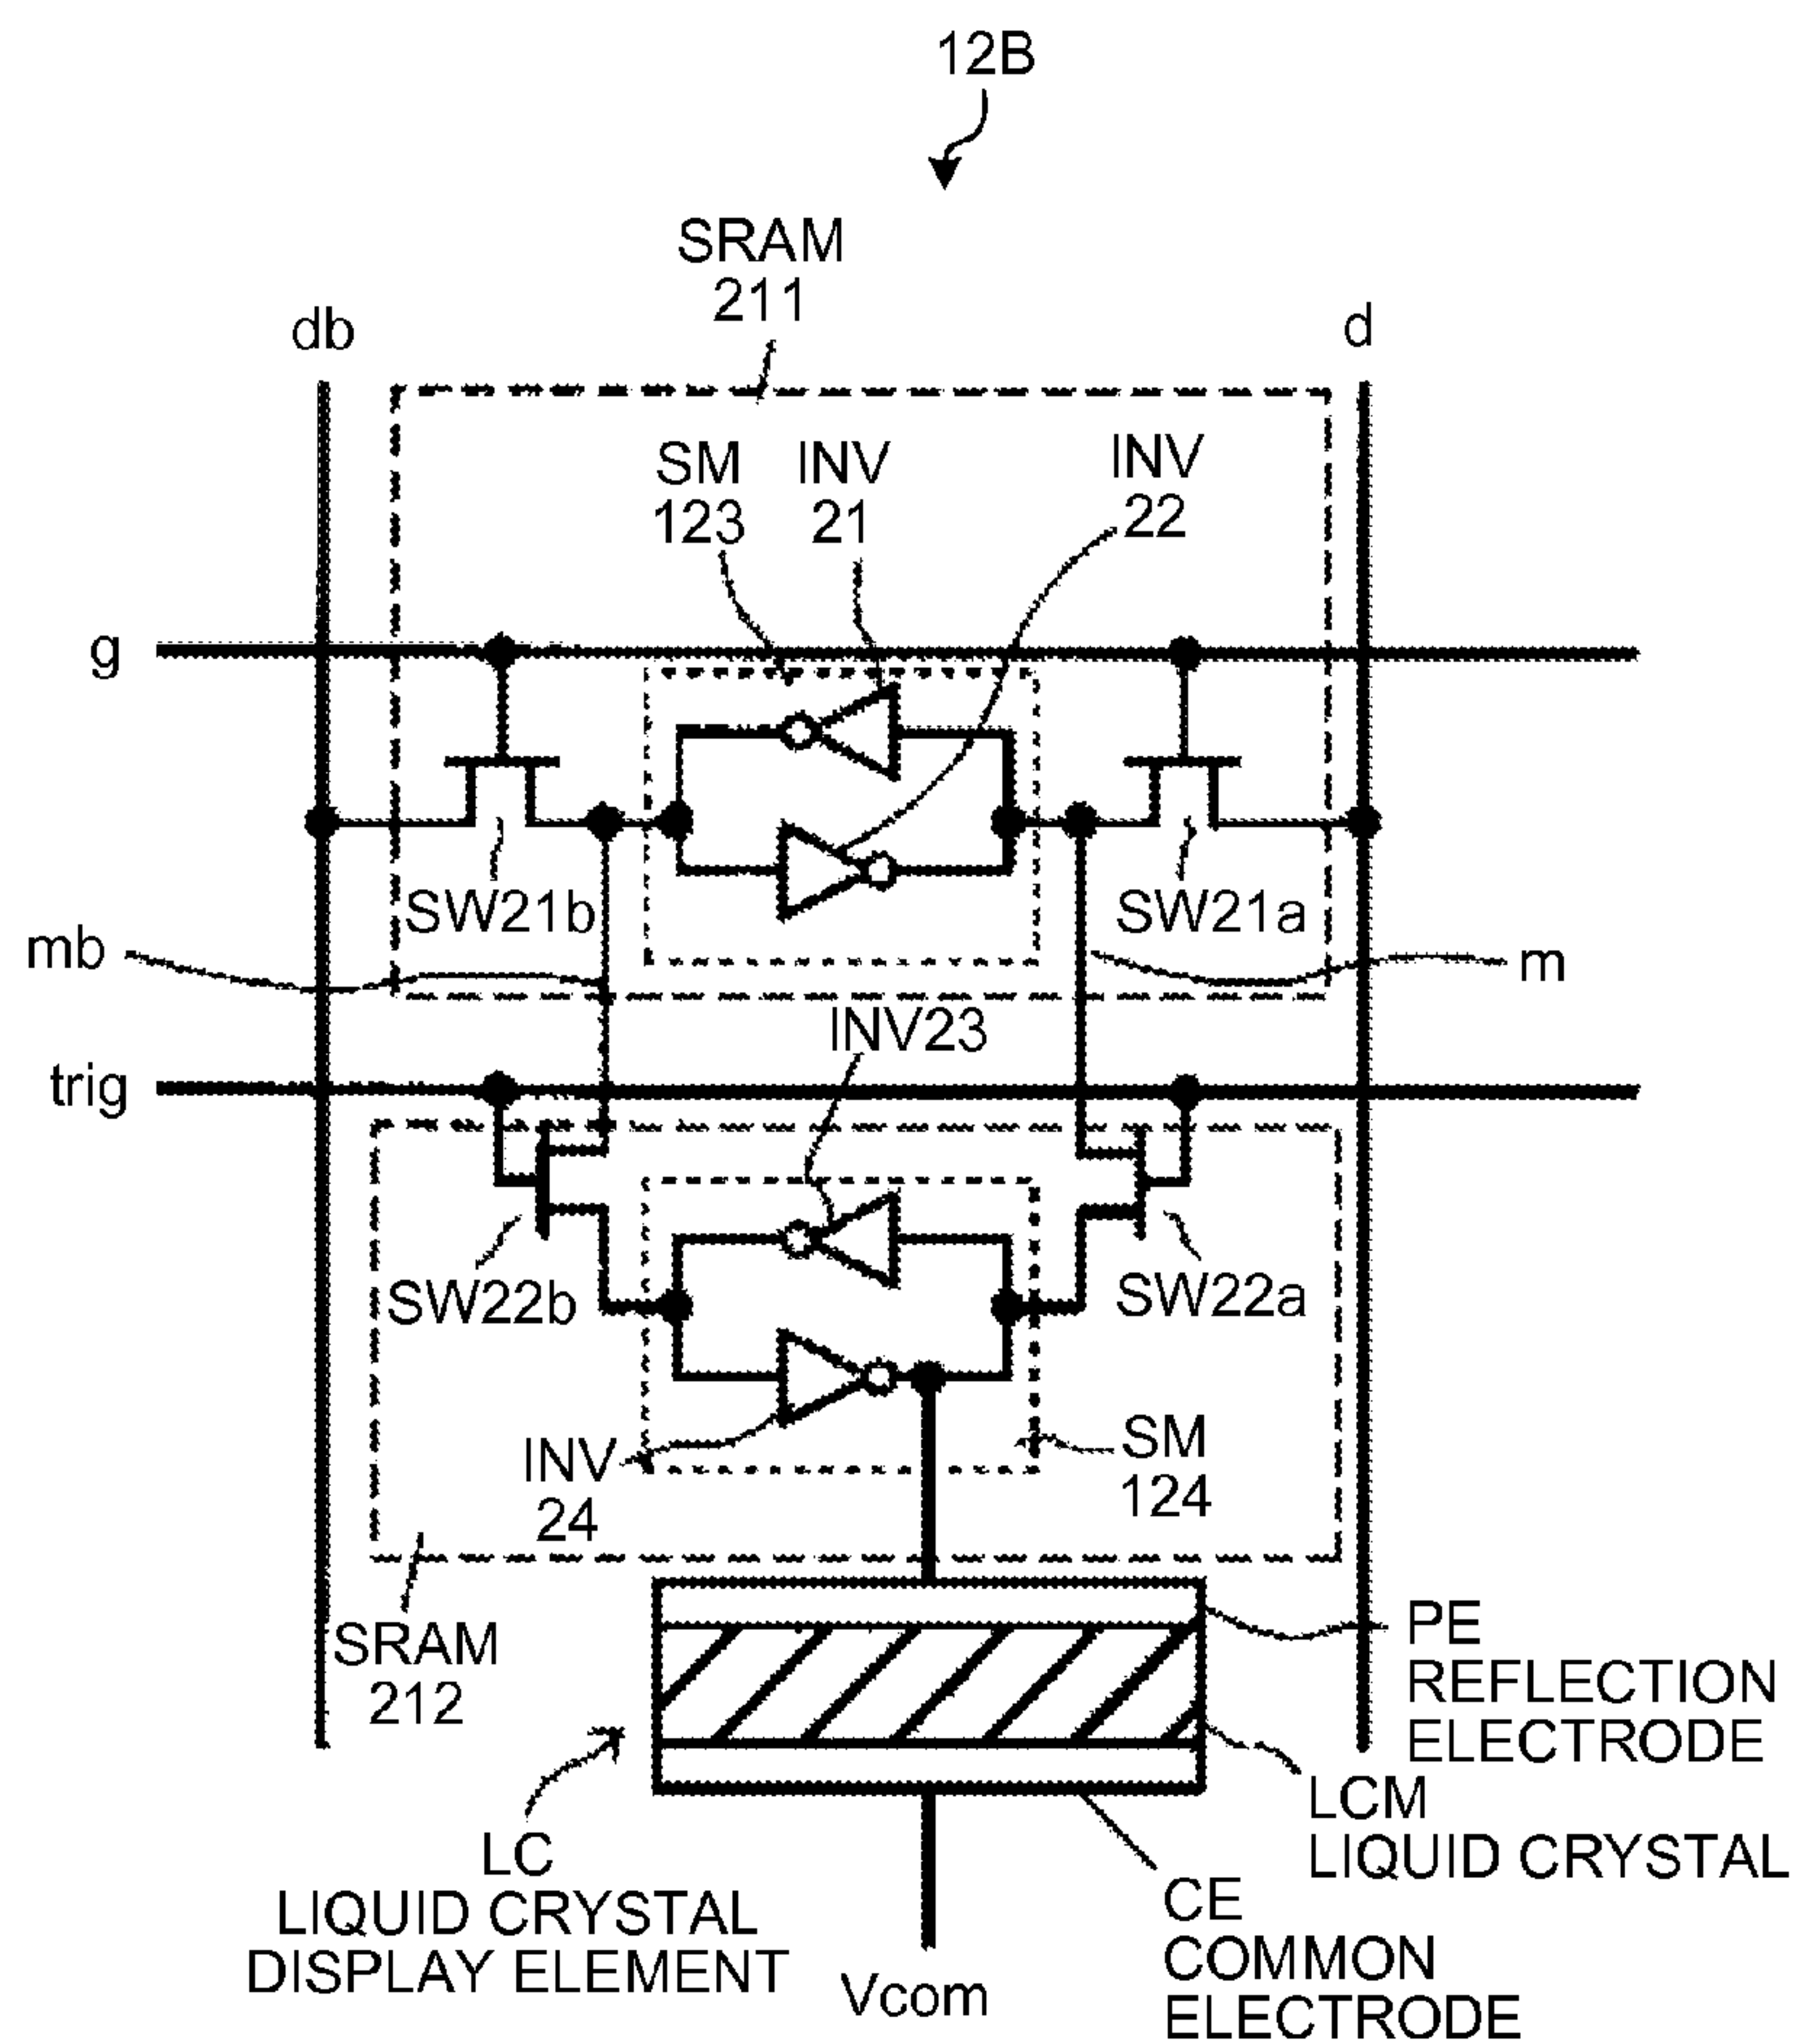 12B
SRAM
211
db
d
SM
123
INV
21
INV
22
g
SW21b
SW21a
mb
m
INV23
trig
SW22b
SW22a
INV
24
SM
124
SRAM
212
PE
REFLECTION
ELECTRODE
LCM
LIQUID CRYSTAL
LC
LIQUID CRYSTAL
DISPLAY ELEMENT
CE
COMMON
ELECTRODE
Vcom